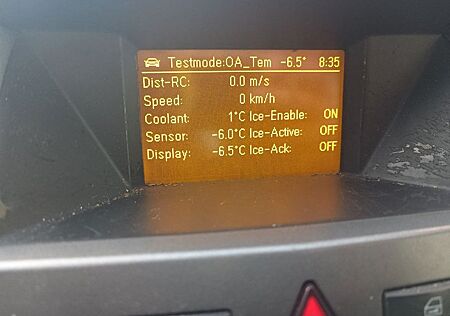 Testmode:OA_Tem -6.5° 8:35
Dist-RC: 0.0 m/s
Speed: 0 km/h
Coolant: 1°C Ice-Enable: ON
Sensor: -6.0°C Ice-Active: OFF
Display: -6.5°C Ice-Ack: OFF